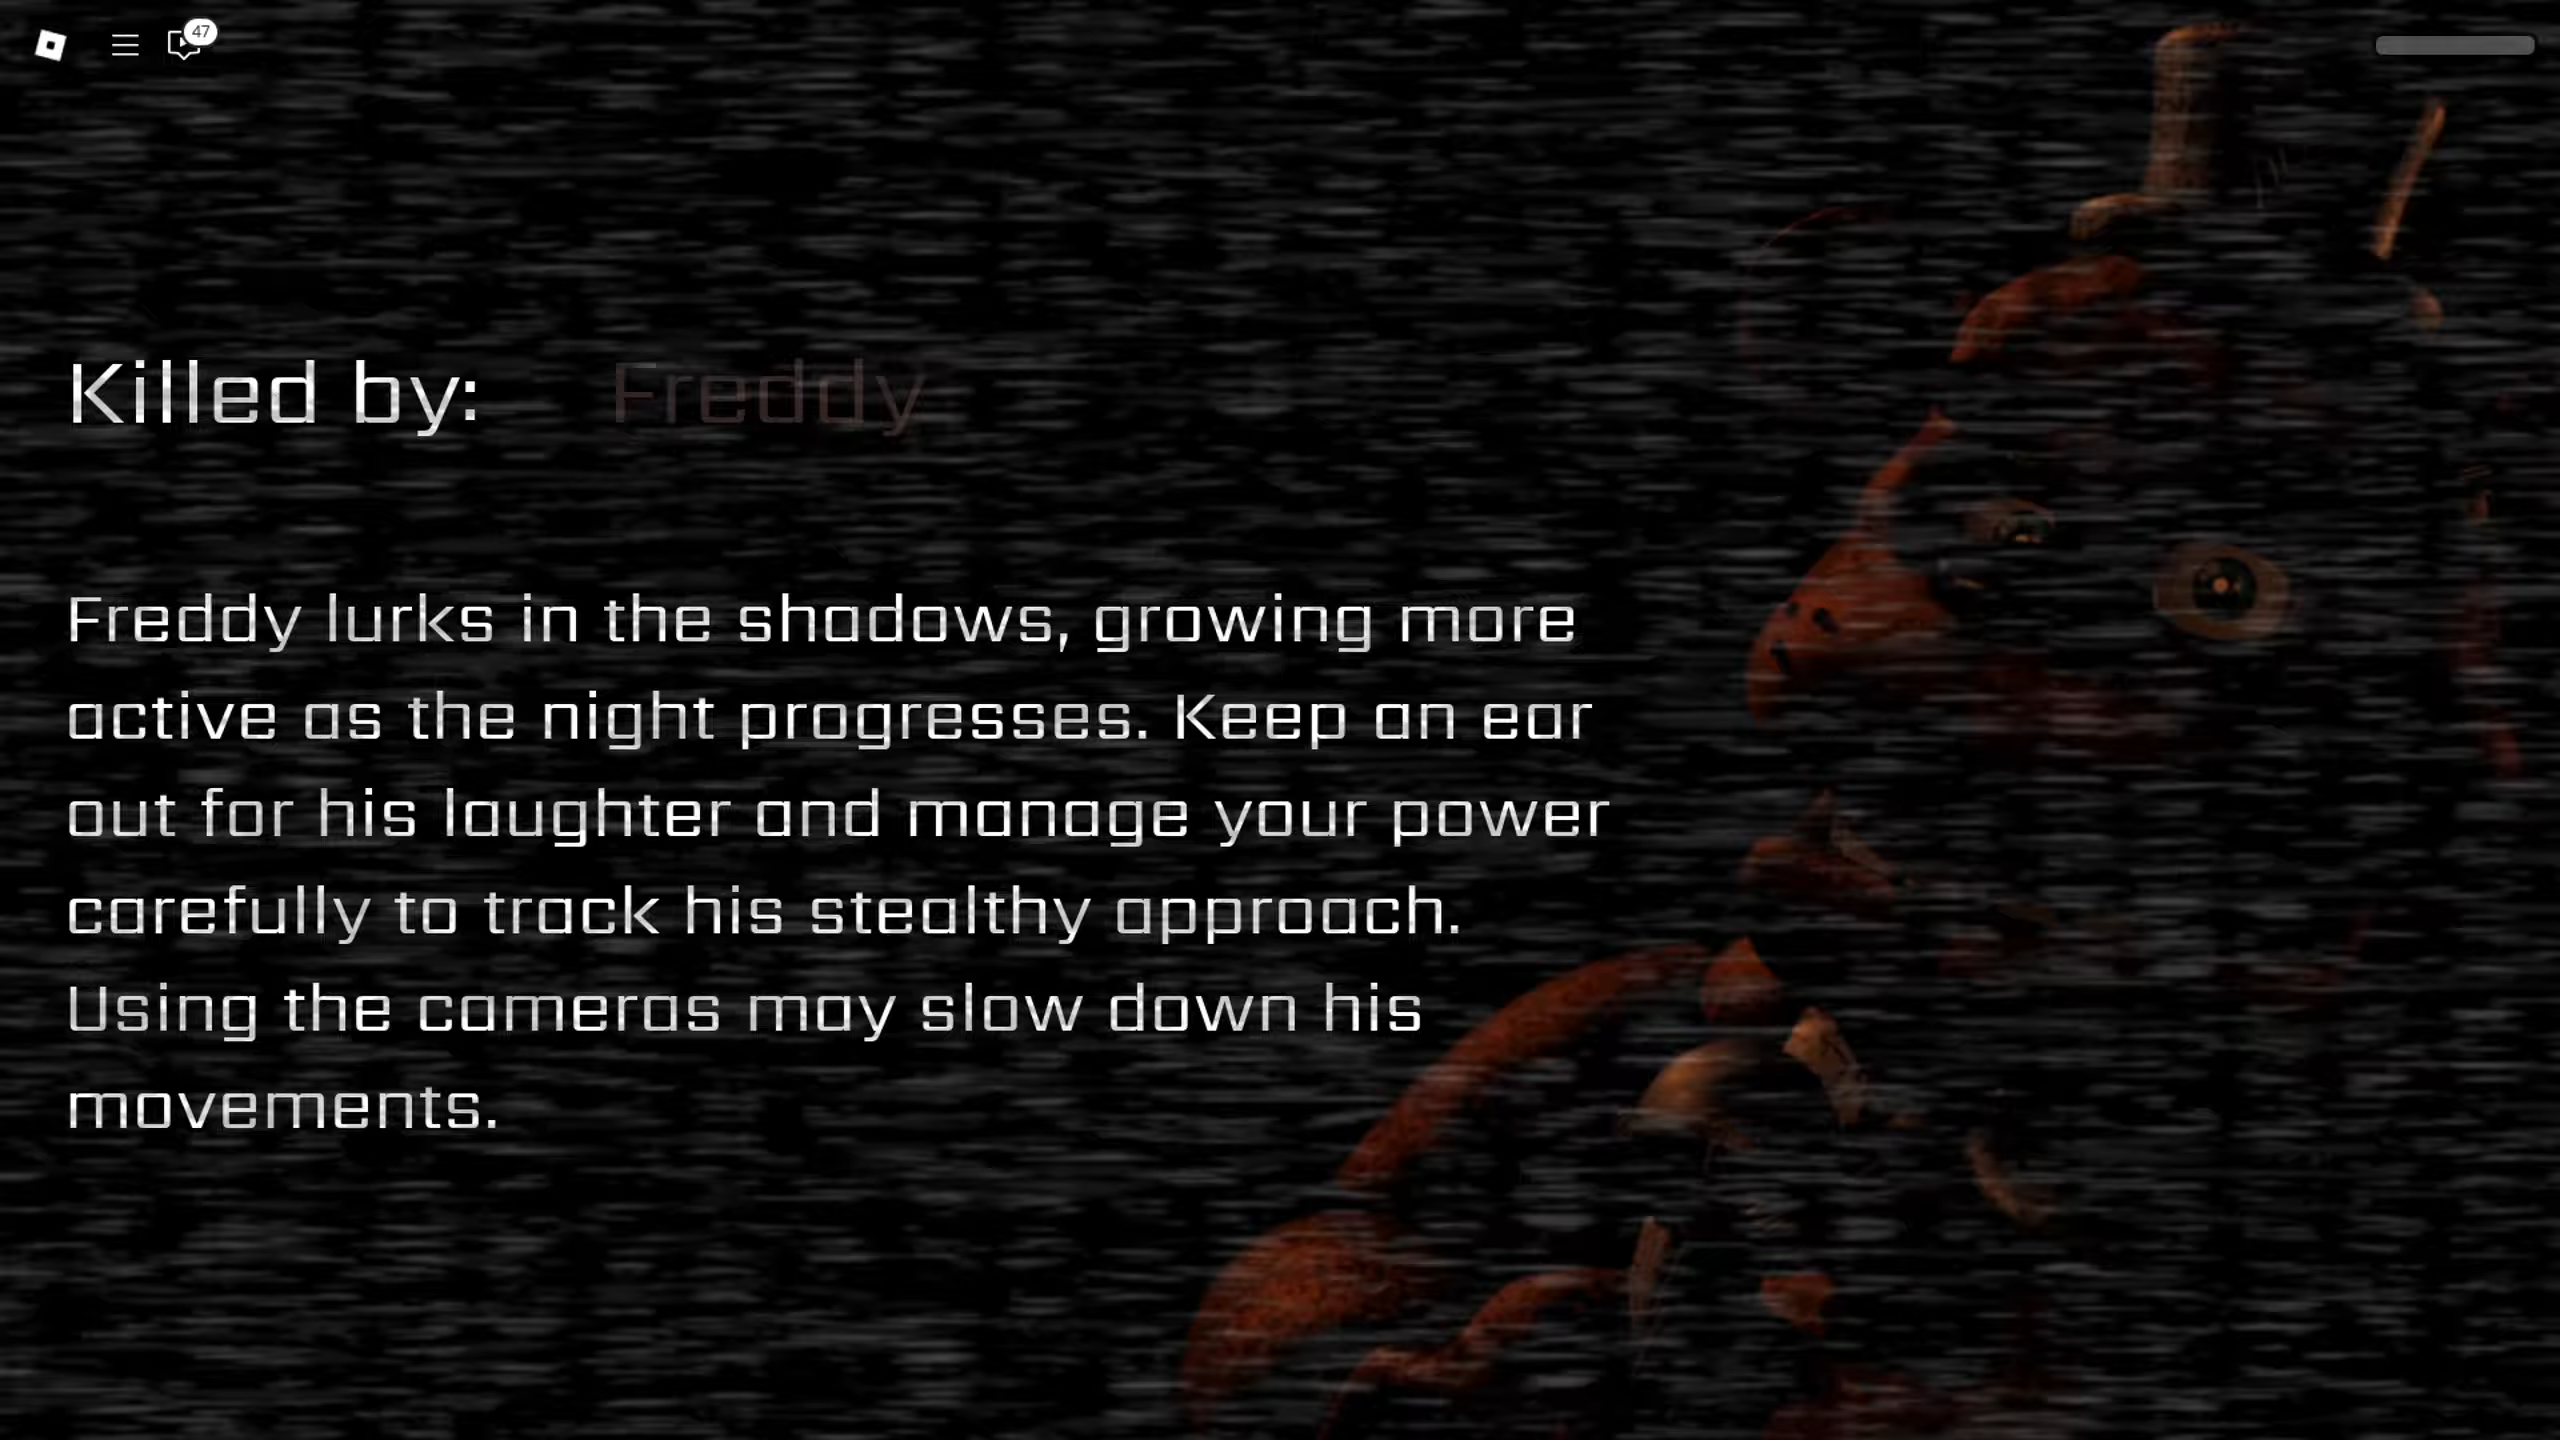 47
Killed by: Freddy
Freddy lurks in the shadows, growing more
active as the night progresses. Keep an ear
out for his laughter and manage your power
carefully to track his stealthy approach.
Using the cameras may slow down his
movements.